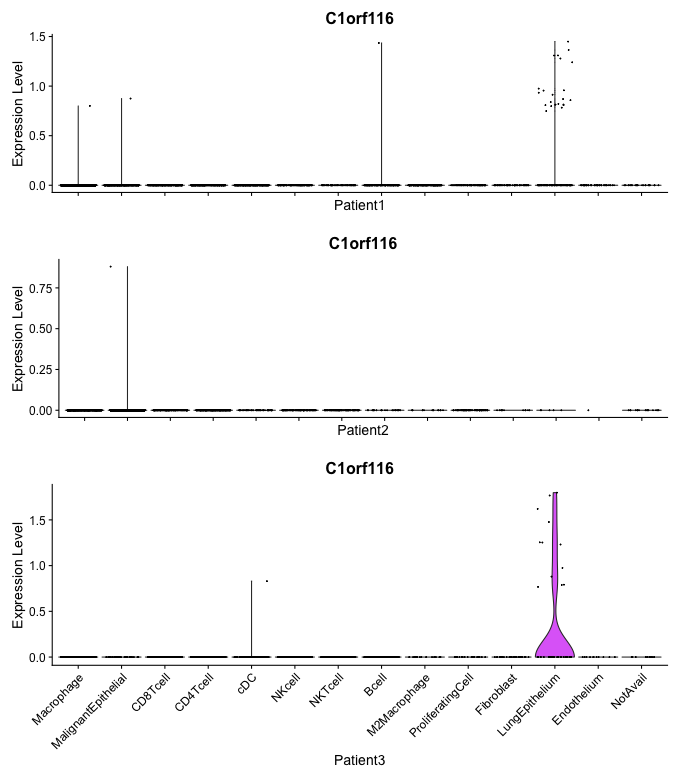 C1orf116
Expression Level
1.5
1.0
0.5
0.0
Patient1
C1orf116
Expression Level
0.75
0.50
0.25
0.00
Patient2
C1orf116
Expression Level
1.5
1.0
0.5
0.0
Macrophage
MalignantEpithelial
CD8Tcell
CD4Tcell
cDC
NKcell
NKTcell
Bcell
M2Macrophage
ProliferatingCell
Fibroblast
LungEpithelium
Endothelium
NotAvail
Patient3